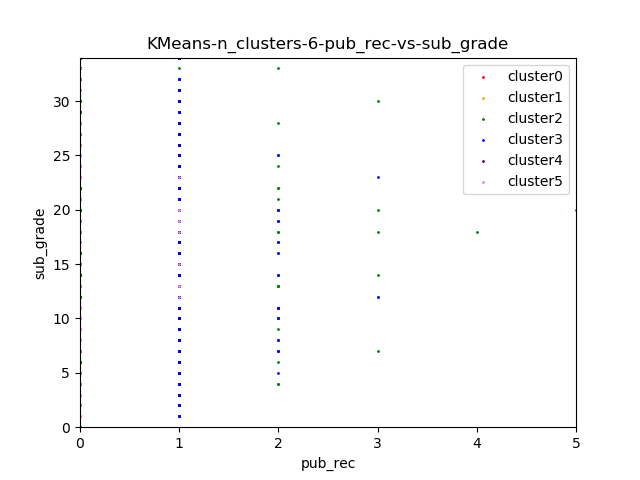 KMeans-n_clusters-6-pub_rec-vs-sub_grade
cluster0
cluster1
cluster2
cluster3
cluster4
cluster5
30
25
20
15
10
5
0
sub_grade
0 1 2 3 4 5
pub_rec